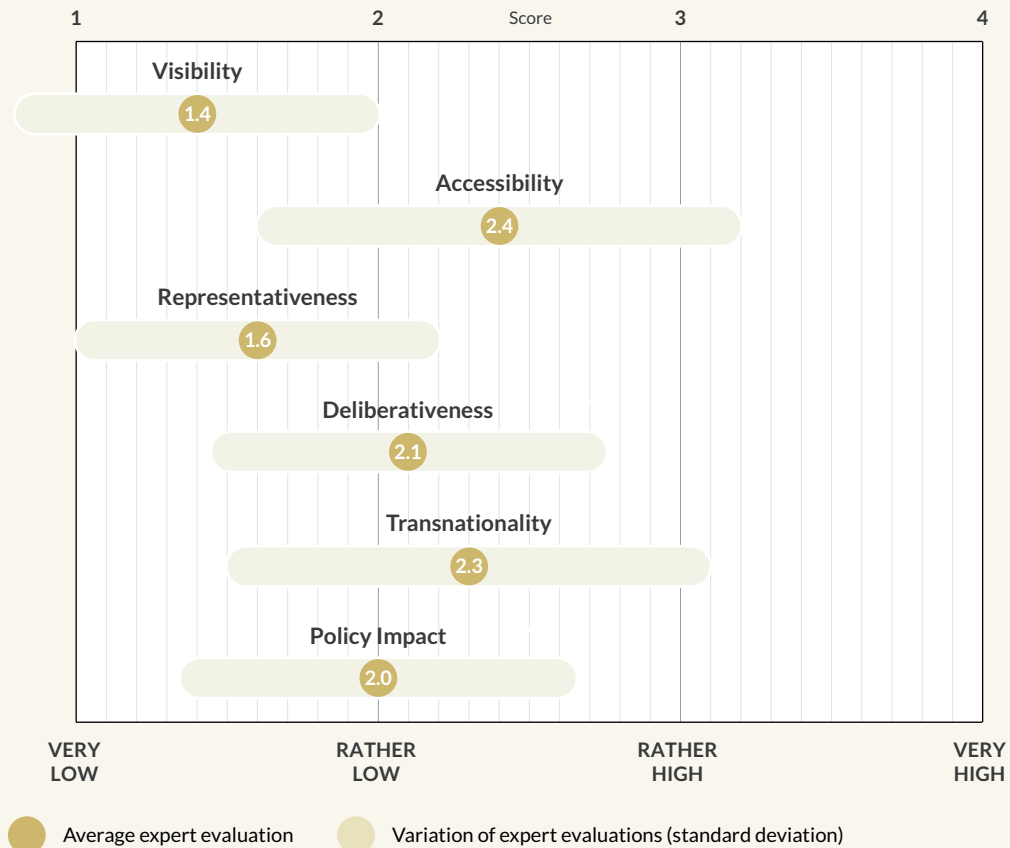 1 2 Score 3 4
Visibility
1.4
Accessibility
2.4
Representativeness
1.6
Deliberativeness
2.1
Transnationality
2.3
Policy Impact
2.0
VERY LOW
RATHER LOW
RATHER HIGH
VERY HIGH
Average expert evaluation
Variation of expert evaluations (standard deviation)